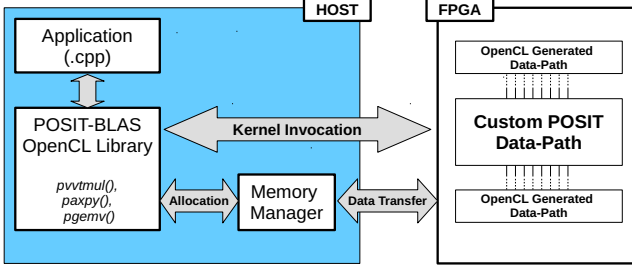 HOST
FPGA
Application
(.cpp)
POSIT-BLAS
OpenCL Library
pvvtmul(),
paxpy(),
pgemv()
Kernel Invocation
Allocation
Memory
Manager
Data Transfer
OpenCL Generated
Data-Path
Custom POSIT
Data-Path
OpenCL Generated
Data-Path